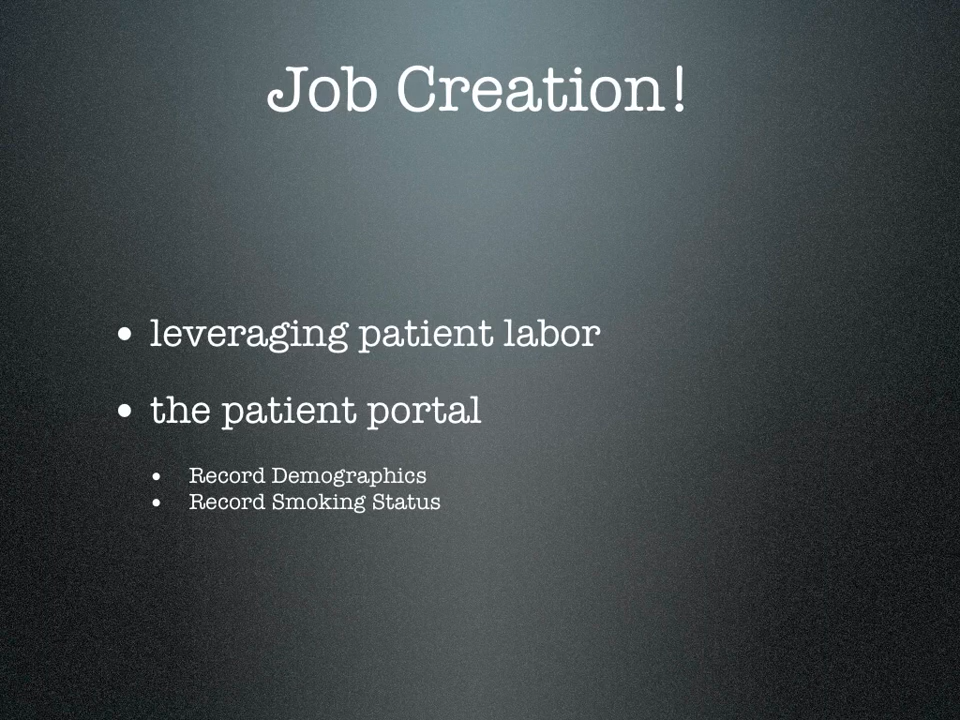 Job Creation!
• leveraging patient labor
• the patient portal
• Record Demographics
• Record Smoking Status